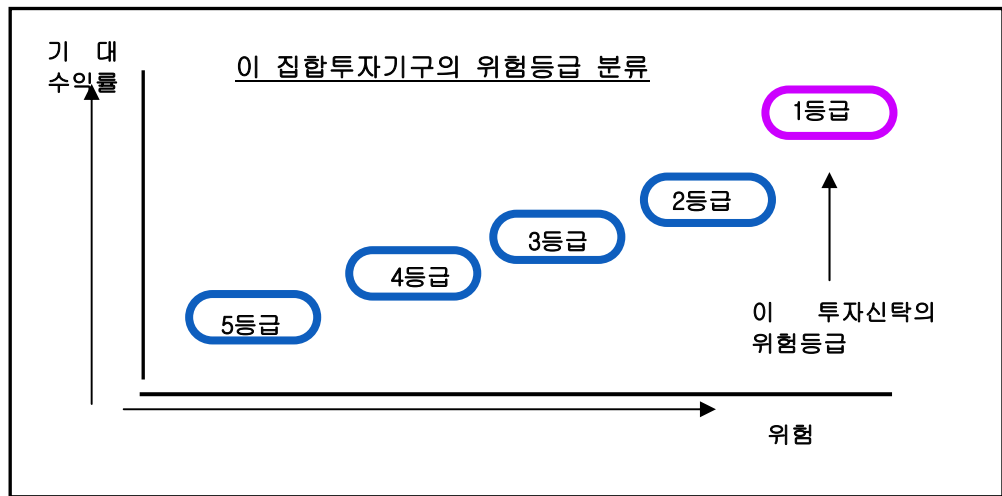 기 대
수익률
이 집합투자기구의 위험등급 분류
1등급
2등급
3등급
4등급
5등급
이 투자신탁의
위험등급
위험